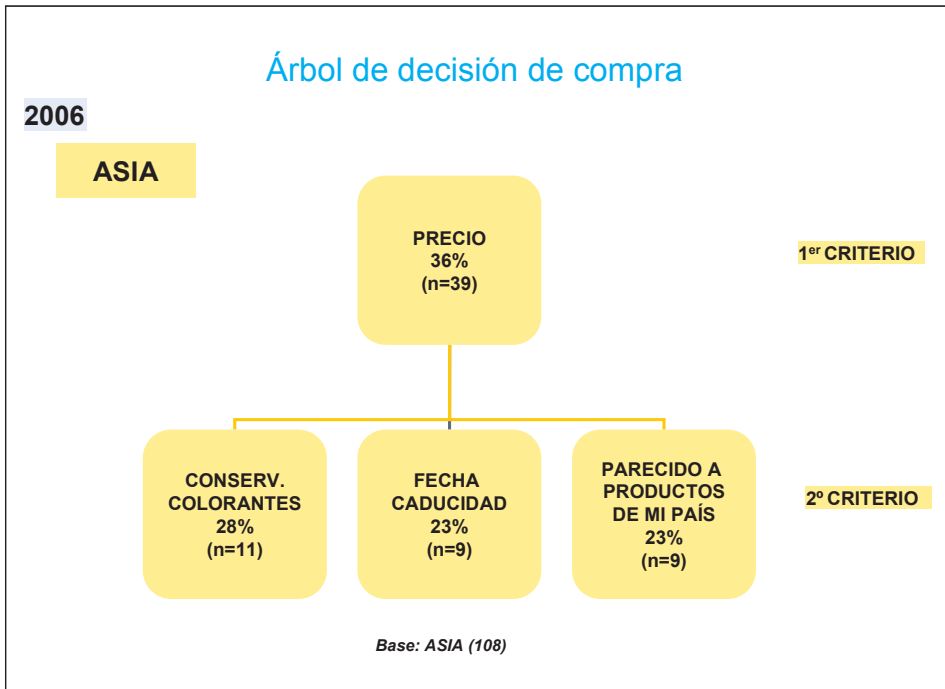 Árbol de decisión de compra
2006
ASIA
PRECIO
36%
(n=39)
1er CRITERIO
CONSERV.
COLORANTES
28%
(n=11)
FECHA
CADUCIDAD
23%
(n=9)
PARECIDO A
PRODUCTOS
DE MI PAÍS
23%
(n=9)
2º CRITERIO
Base: ASIA (108)